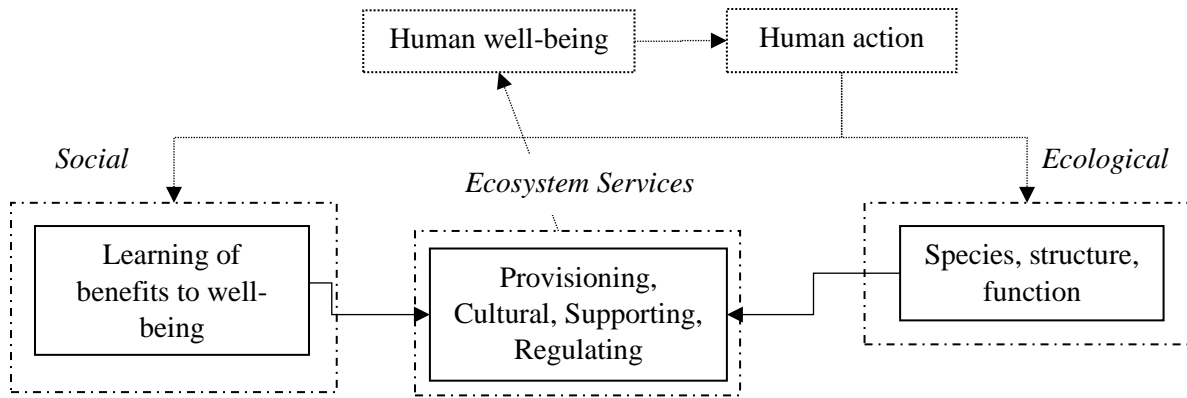 Human well-being
Human action
Social
Ecological
Ecosystem Services
Learning of
benefits to well-
being
Provisioning,
Cultural, Supporting,
Regulating
Species, structure,
function